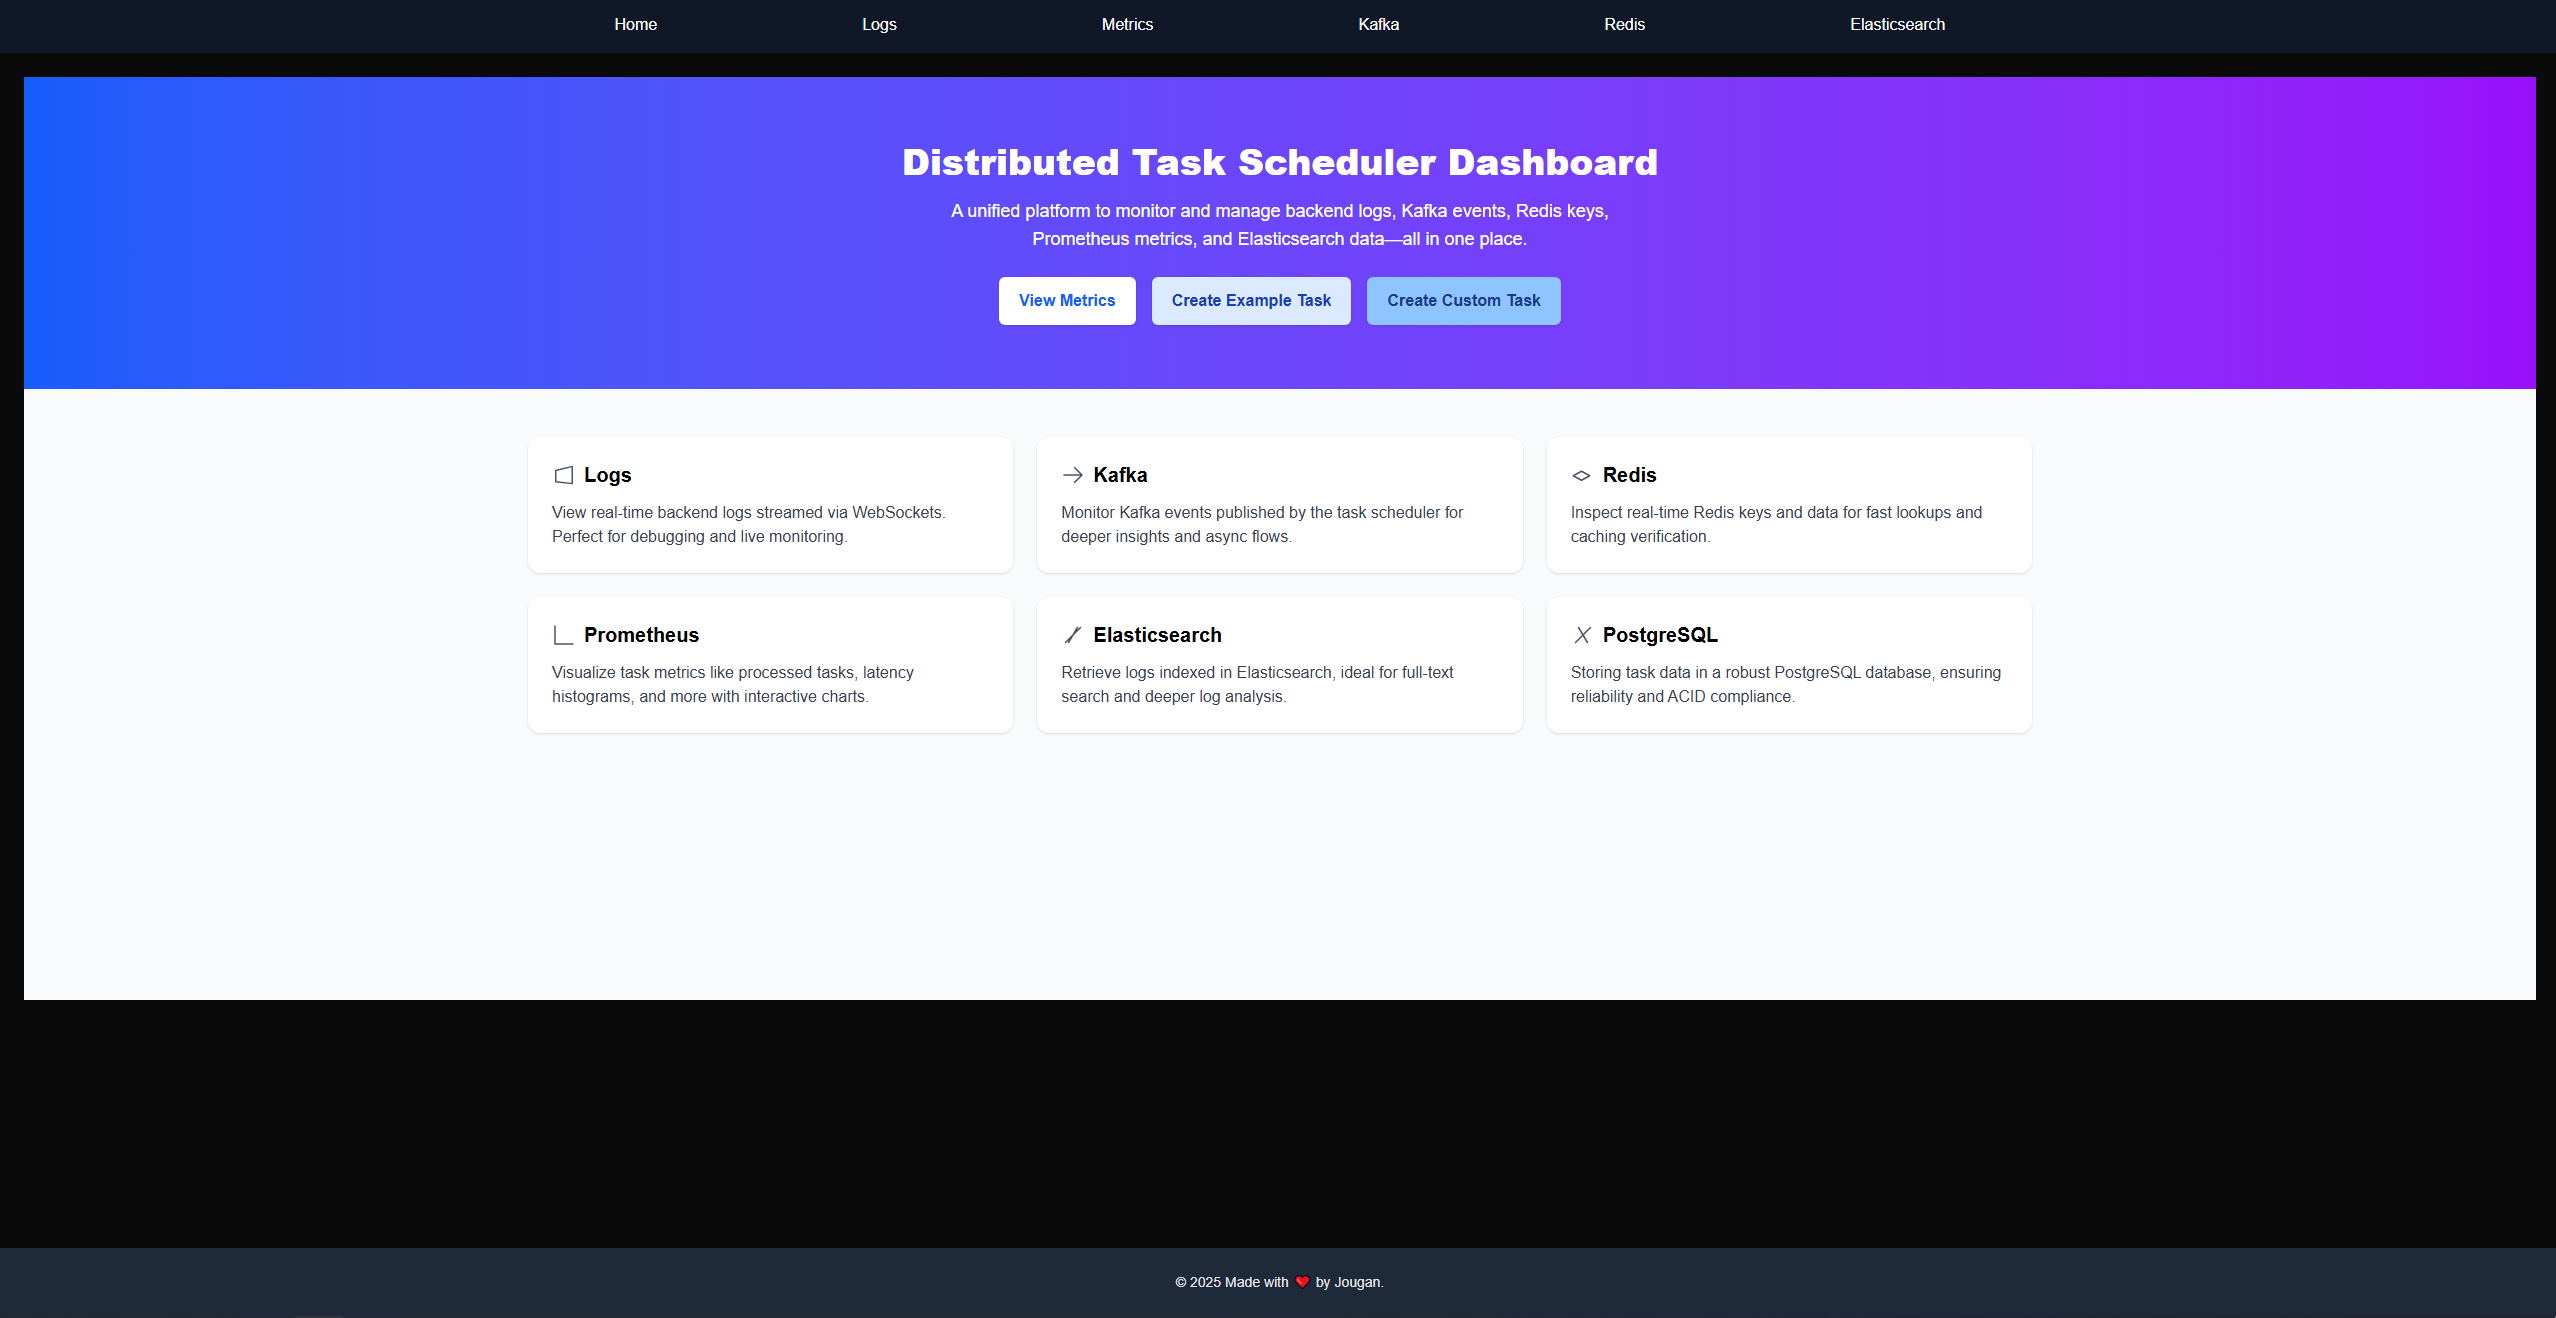 Home Logs Metrics Kafka Redis Elasticsearch
Distributed Task Scheduler Dashboard
A unified platform to monitor and manage backend logs, Kafka events, Redis keys,
Prometheus metrics, and Elasticsearch data—all in one place.
View Metrics Create Example Task Create Custom Task
Logs
View real-time backend logs streamed via WebSockets.
Perfect for debugging and live monitoring.
Kafka
Monitor Kafka events published by the task scheduler for
deeper insights and async flows.
Redis
Inspect real-time Redis keys and data for fast lookups and
caching verification.
Prometheus
Visualize task metrics like processed tasks, latency
histograms, and more with interactive charts.
Elasticsearch
Retrieve logs indexed in Elasticsearch, ideal for full-text
search and deeper log analysis.
PostgreSQL
Storing task data in a robust PostgreSQL database, ensuring
reliability and ACID compliance.
© 2025 Made with ❤️ by Jougan.